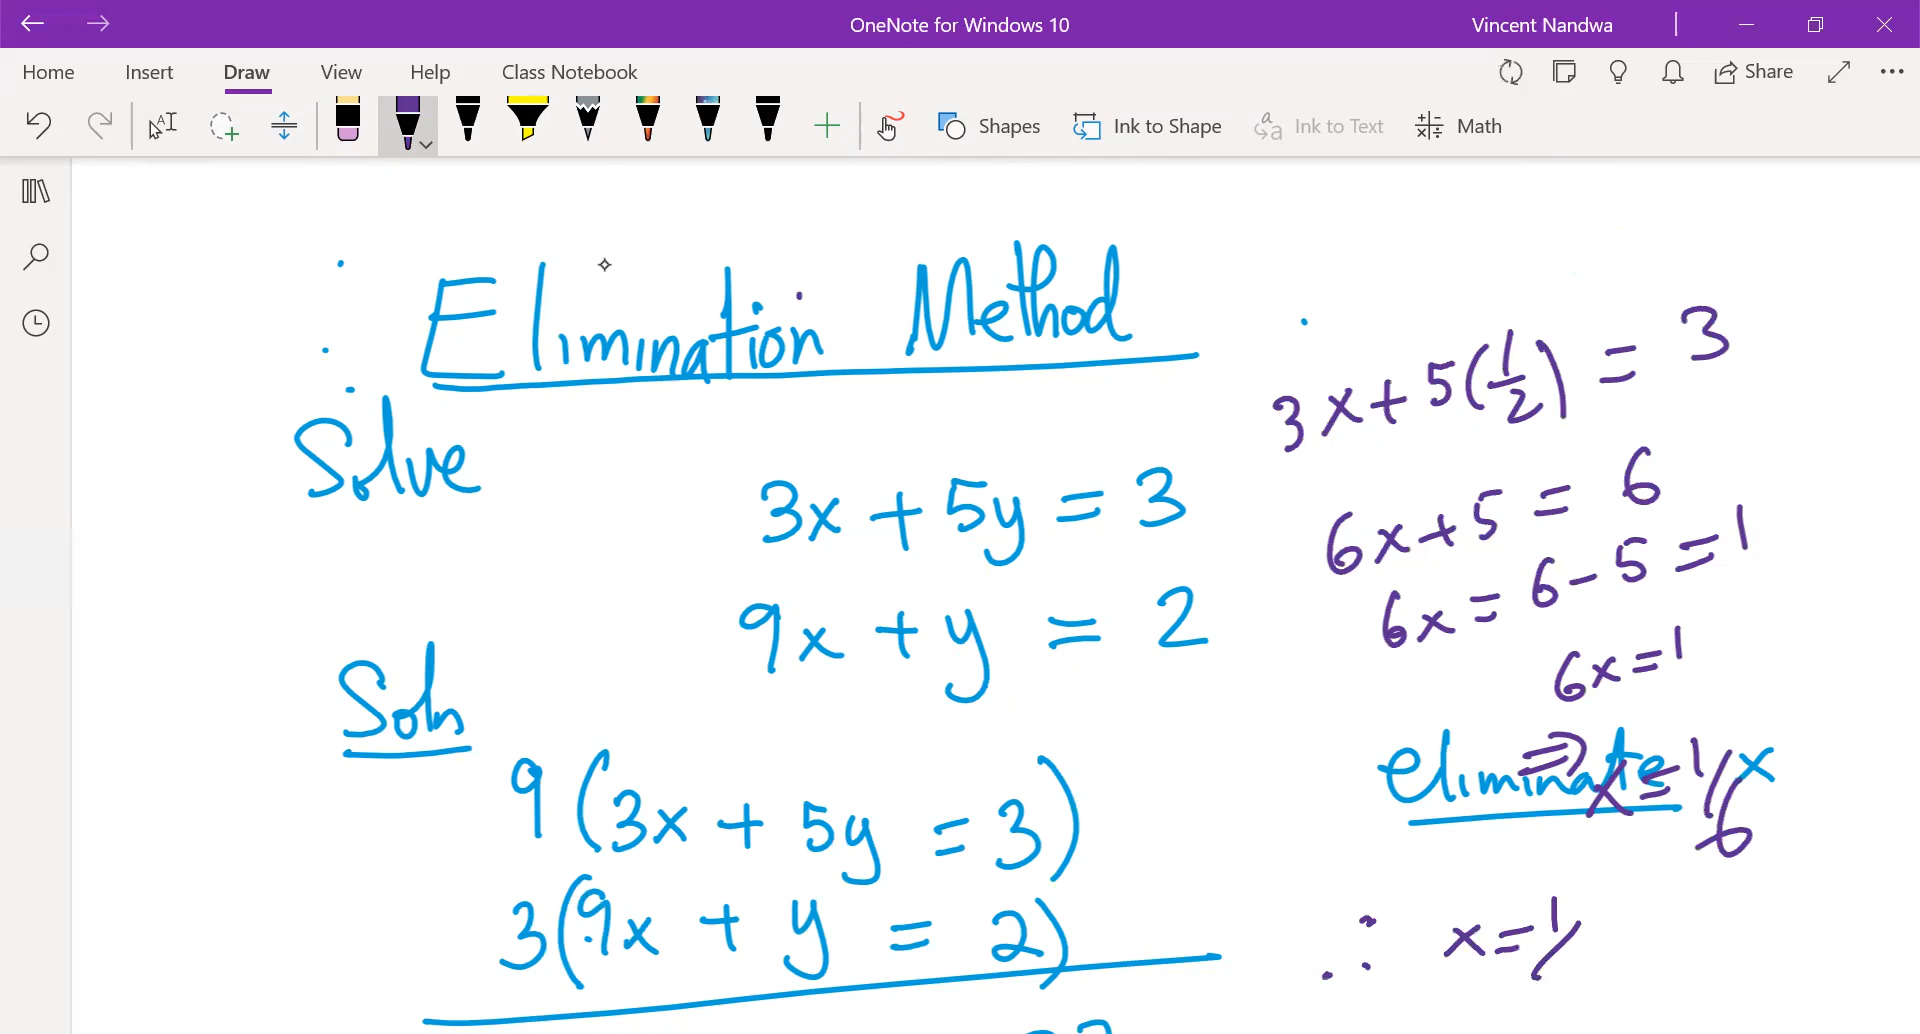 OneNote for Windows 10
Vincent Nandwa
Home Insert Draw View Help Class Notebook
Share
Shapes Ink to Shape Ink to Text Math
Elimination Method
Solve
3x + 5y = 3
9x + y = 2
Soln
9(3x + 5y = 3)
3(9x + y = 2)
3x + 5(1/2) = 3
6x + 5 = 6
6x = 6 - 5 = 1
6x = 1
eliminate x
⇒ x = 1/6
∴ x = 1/